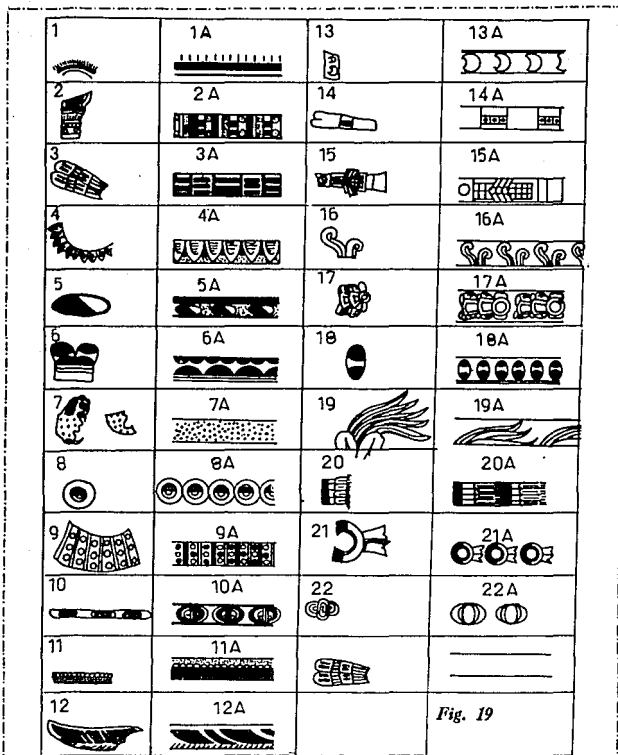 1 1A 13 13A
2 2A 14 14A
3 3A 15 15A
4 4A 16 16A
5 5A 17 17A
6 6A 18 18A
7 7A 19 19A
8 8A 20 20A
9 9A 21 21A
10 10A 22 22A
11 11A
12 12A Fig. 19